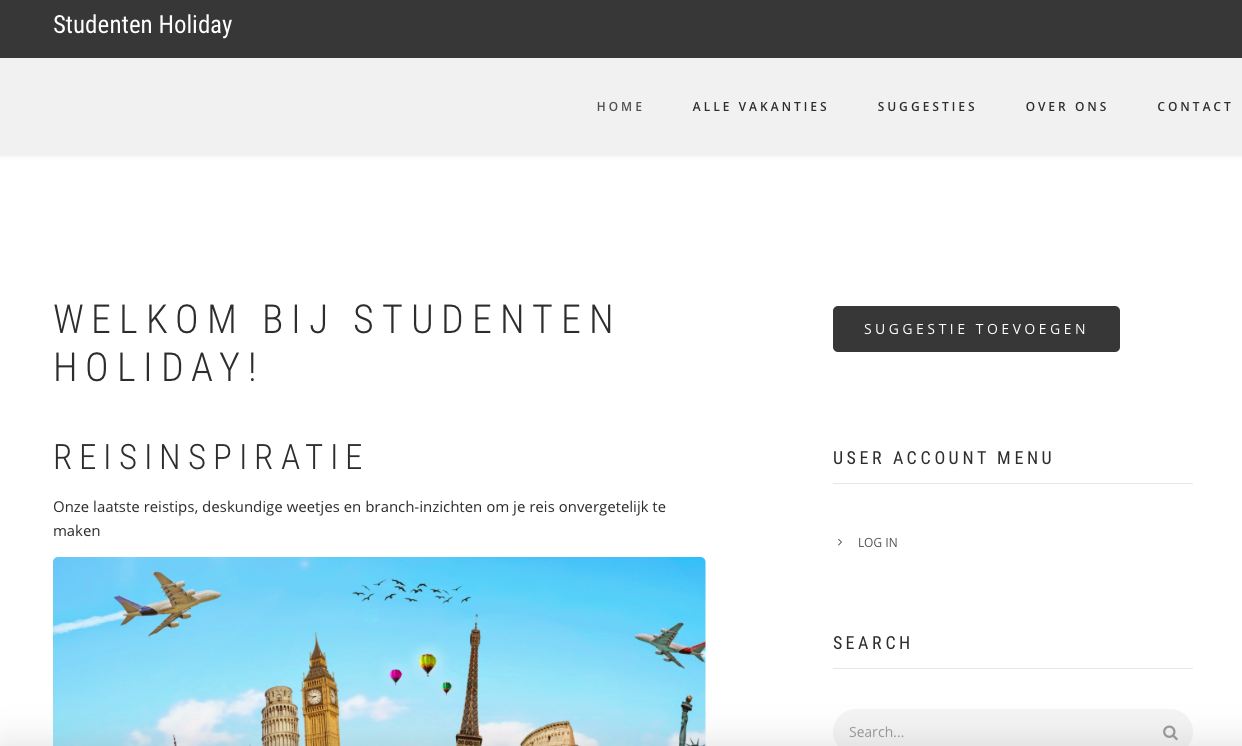 Studenten Holiday
HOME ALLE VAKANTIES SUGGESTIES OVER ONS CONTACT
WELKOM BIJ STUDENTEN
HOLIDAY!
REISINSPIRATIE
Onze laatste reistips, deskundige weetjes en branch-inzichten om je reis onvergetelijk te
maken
SUGGESTIE TOEVOEGEN
USER ACCOUNT MENU
LOG IN
SEARCH
Search...